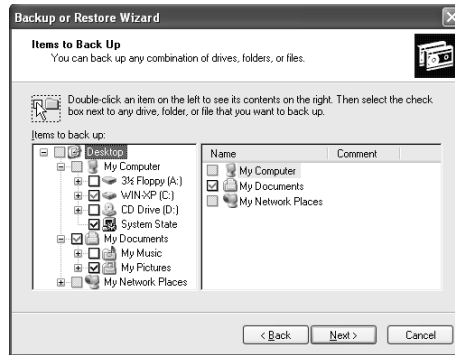 Backup or Restore Wizard
Items to Back Up
You can back up any combination of drives, folders, or files.
Double-click an item on the left to see its contents on the right. Then select the check
box next to any drive, folder, or file that you want to back up.
Items to back up:
Desktop
My Computer
3½ Floppy (A:)
WIN-XP (C:)
CD Drive (D:)
System State
My Documents
My Music
My Pictures
My Network Places
Name Comment
My Computer
My Documents
My Network Places
< Back Next > Cancel